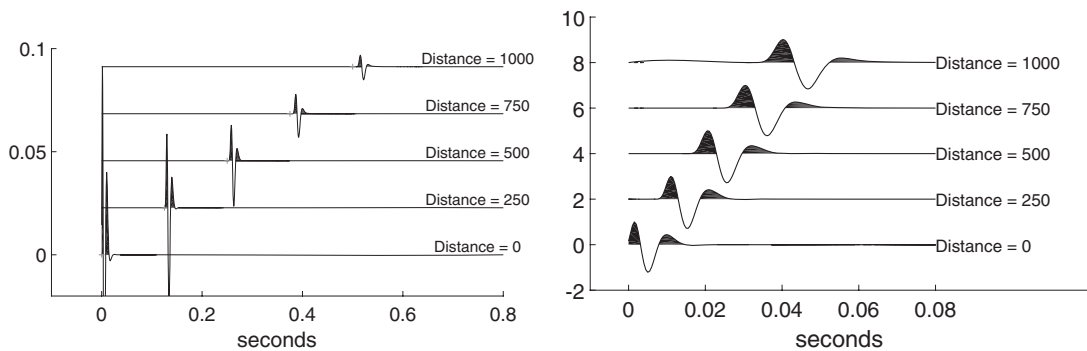 0.1
0.05
0
Distance = 1000
Distance = 750
Distance = 500
Distance = 250
Distance = 0
0 0.2 0.4 0.6 0.8
seconds
10
8
6
4
2
0
-2
Distance = 1000
Distance = 750
Distance = 500
Distance = 250
Distance = 0
0 0.02 0.04 0.06 0.08
seconds